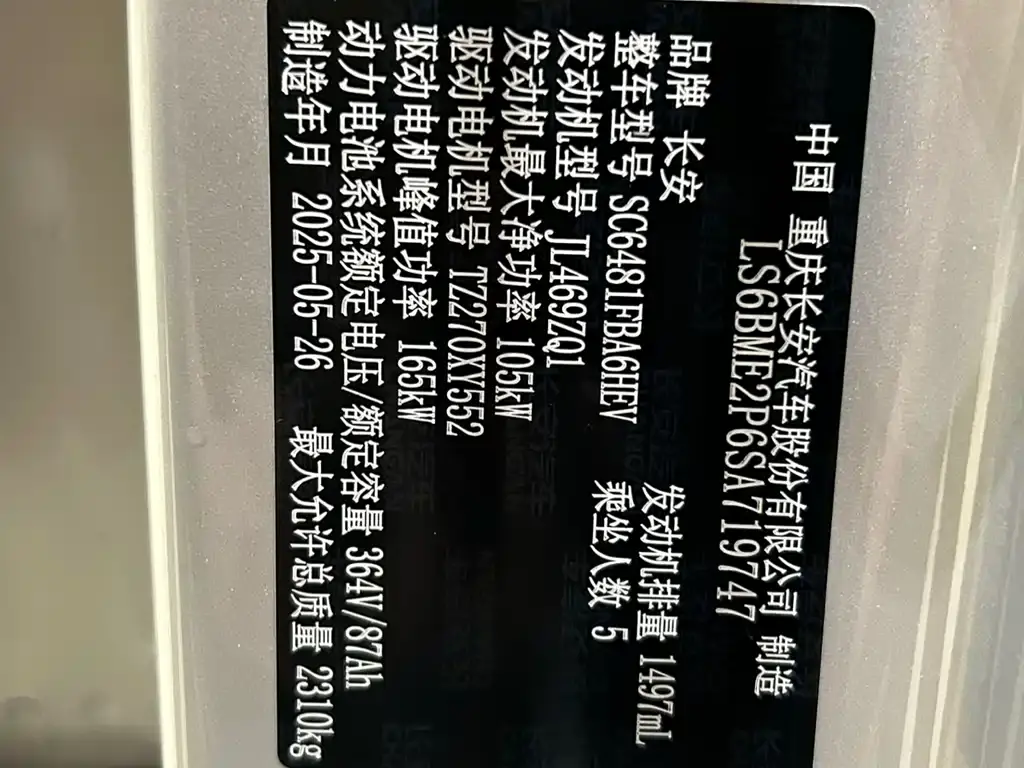 中国 重庆长安汽车股份有限公司 制造
LS6BME2P6SA719747
品牌 长安
整车型号 SC6481FBA6HEV 发动机排量 1497mL
发动机型号 JL469ZQ1 乘坐人数 5
发动机最大净功率 105kW
驱动电机型号 TZ270XY552
驱动电机峰值功率 165kW
动力电池系统额定电压/额定容量 364V/87Ah
制造年月 2025-05-26 最大允许总质量 2310kg